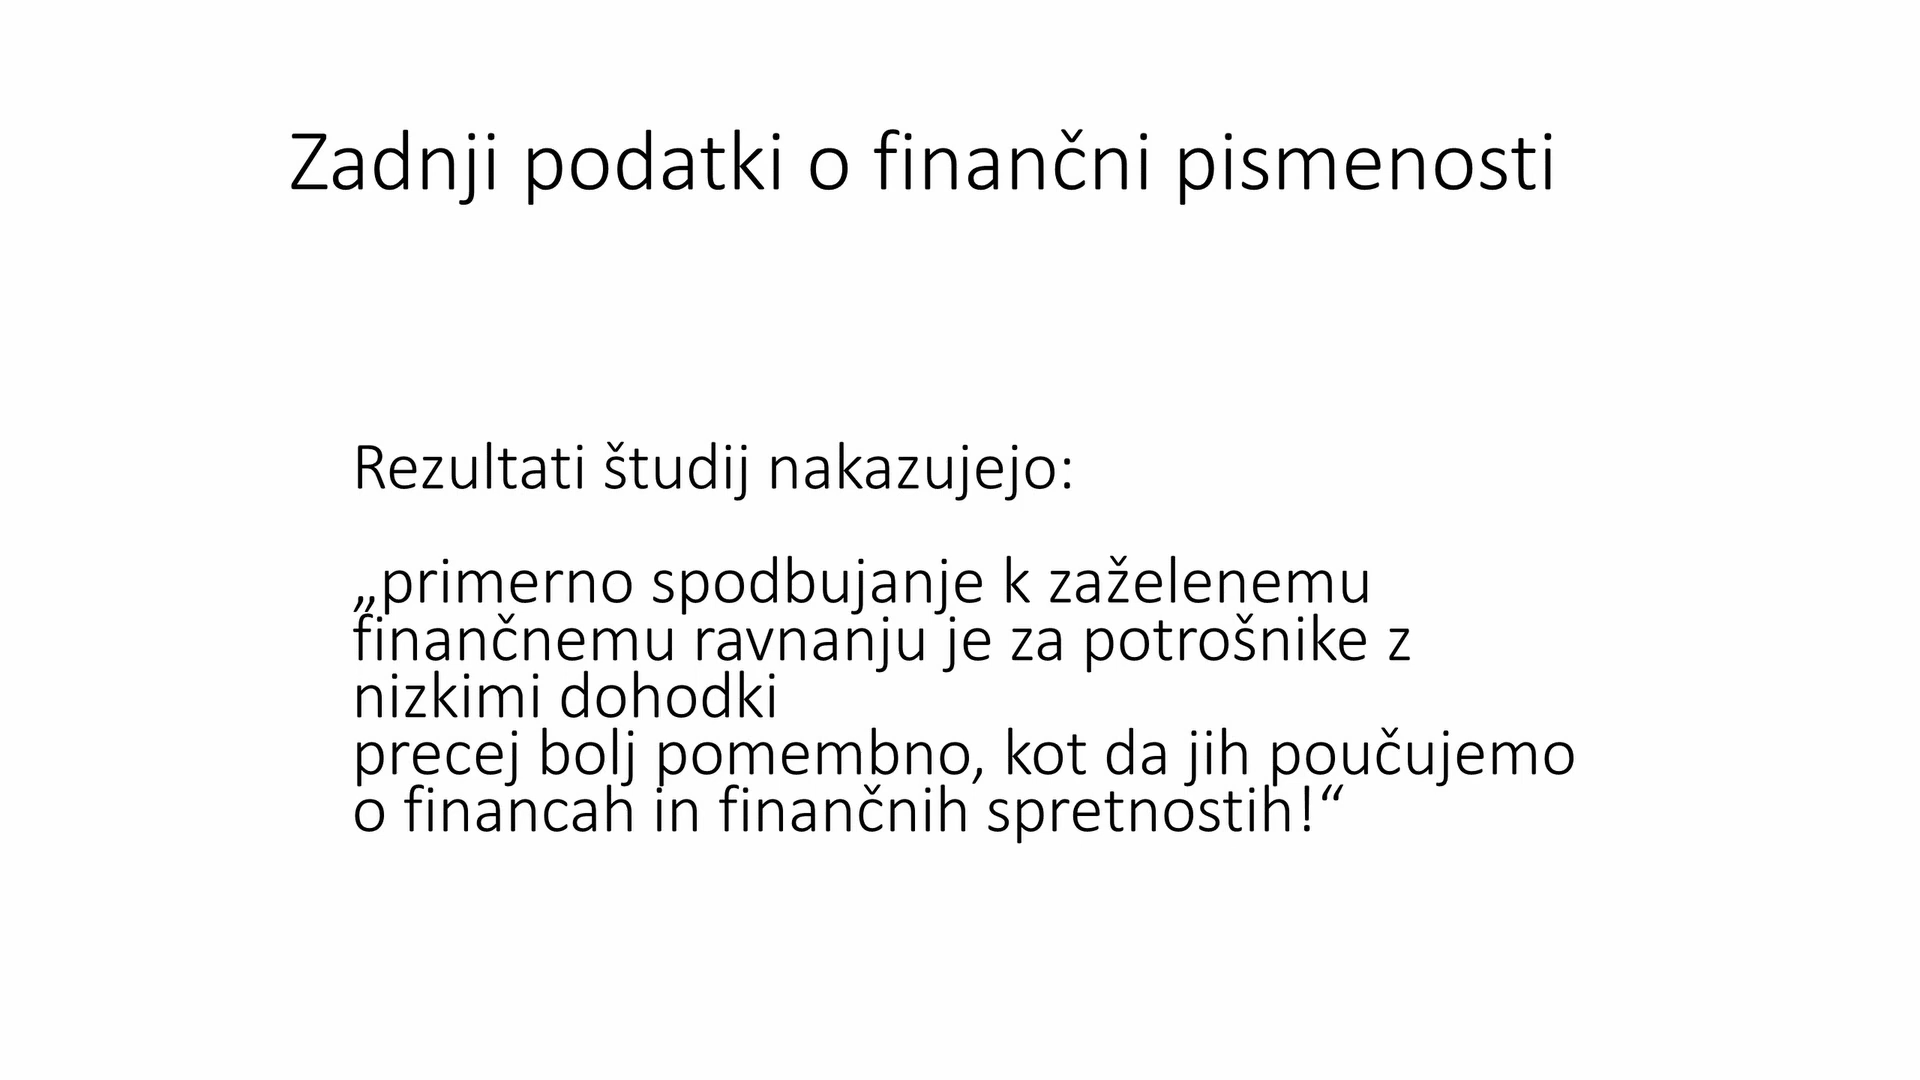 Zadnji podatki o finančni pismenosti
Rezultati študij nakazujejo:
„primerno spodbujanje k zaželenemu
finančnemu ravnanju je za potrošnike z
nizkimi dohodki
precej bolj pomembno, kot da jih poučujemo
o financah in finančnih spretnostih!“